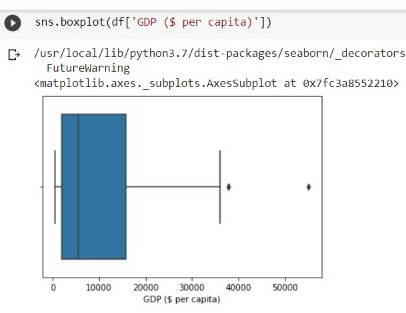 sns.boxplot(df['GDP ($ per capita)'])
/usr/local/lib/python3.7/dist-packages/seaborn/_decorators
FutureWarning
<matplotlib.axes._subplots.AxesSubplot at 0x7fc3a8552210>
0 10000 20000 30000 40000 50000
GDP ($ per capita)